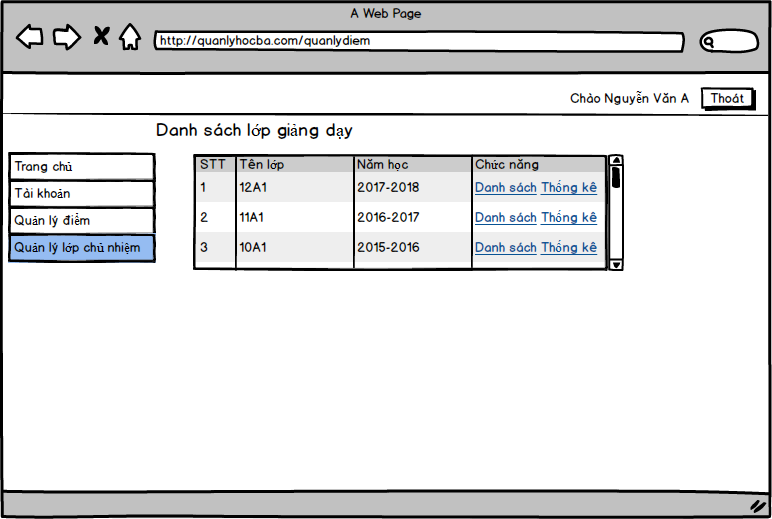 A Web Page
http://quanlyhocba.com/quanlydiem
Chào Nguyễn Văn A Thoát
Danh sách lớp giảng dạy
Trang chủ
Tài khoản
Quản lý điểm
Quản lý lớp chủ nhiệm
STT Tên lớp Năm học Chức năng
1 12A1 2017-2018 Danh sách Thống kê
2 11A1 2016-2017 Danh sách Thống kê
3 10A1 2015-2016 Danh sách Thống kê